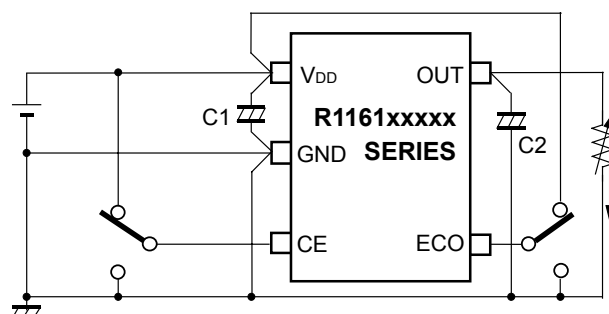 VDD
OUT
C1
R1161xxxxx
C2
GND
SERIES
CE
ECO